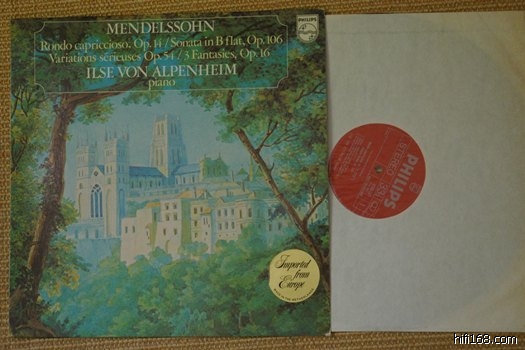 MENDELSSOHN
PHILIPS
Rondo capriccioso, Op.14/Sonata in B flat, Op.106
Variations sérieuses Op.54/3 Fantasies, Op.16
ILSE VON ALPENHEIM
piano
Imported
from
Europe
PHILIPS
STEREO
hifi168.com